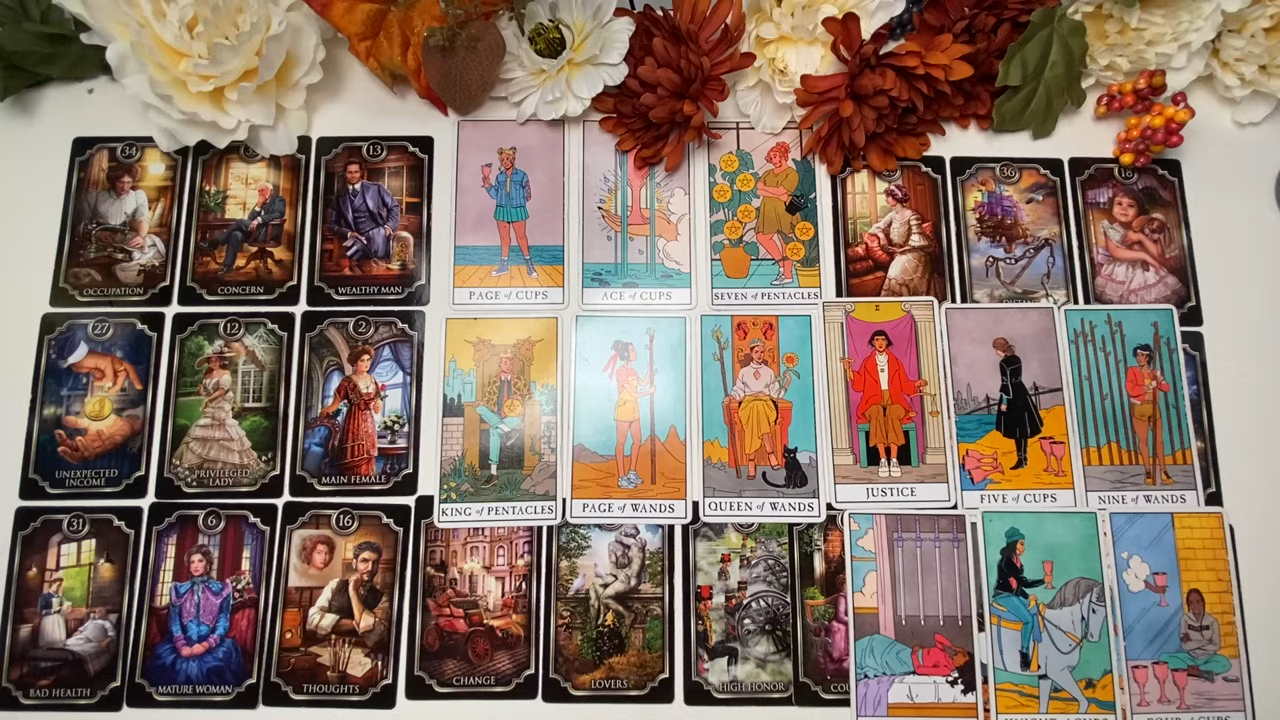 34
OCCUPATION
CONCERN
13
WEALTHY MAN
PAGE of CUPS
ACE of CUPS
SEVEN of PENTACLES
36
18
27
UNEXPECTED
INCOME
12
PRIVILEGED
LADY
2
MAIN FEMALE
KING of PENTACLES
PAGE of WANDS
QUEEN of WANDS
JUSTICE
FIVE of CUPS
NINE of WANDS
31
BAD HEALTH
6
MATURE WOMAN
16
THOUGHTS
CHANGE
LOVERS
HIGH HONOR
COU